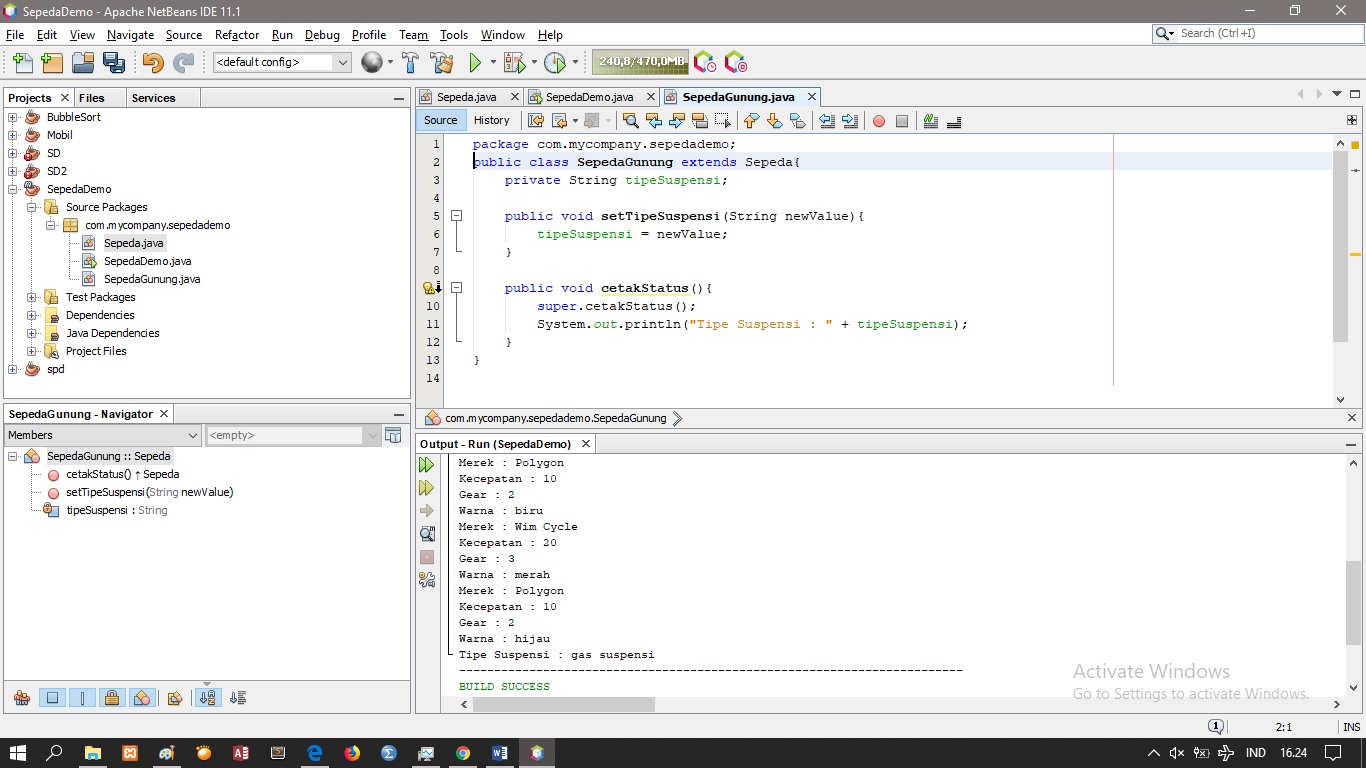 SepedaDemo - Apache NetBeans IDE 11.1
File Edit View Navigate Source Refactor Run Debug Profile Team Tools Window Help
Search (Ctrl+I)
<default config>
240,8/470,0MB
Projects Files Services
BubbleSort
Mobil
SD
SD2
SepedaDemo
Source Packages
com.mycompany.sepedademo
Sepeda.java
SepedaDemo.java
SepedaGunung.java
Test Packages
Dependencies
Java Dependencies
Project Files
spd
SepedaGunung - Navigator
Members <empty>
SepedaGunung :: Sepeda
cetakStatus() ↑ Sepeda
setTipeSuspensi(String newValue)
tipeSuspensi : String
Sepeda.java SepedaDemo.java SepedaGunung.java
Source History
1 package com.mycompany.sepedademo;
2 public class SepedaGunung extends Sepeda{
3 private String tipeSuspensi;
4
5 public void setTipeSuspensi(String newValue){
6 tipeSuspensi = newValue;
7 }
8
public void cetakStatus(){
10 super.cetakStatus();
11 System.out.println("Tipe Suspensi : " + tipeSuspensi);
12 }
13 }
14
com.mycompany.sepedademo.SepedaGunung
Output - Run (SepedaDemo)
Merek : Polygon
Kecepatan : 10
Gear : 2
Warna : biru
Merek : Wim Cycle
Kecepatan : 20
Gear : 3
Warna : merah
Merek : Polygon
Kecepatan : 10
Gear : 2
Warna : hijau
Tipe Suspensi : gas suspensi
------------------------------------------------------------------------
BUILD SUCCESS
Activate Windows
Go to Settings to activate Windows.
1 2:1 INS
IND 16.24